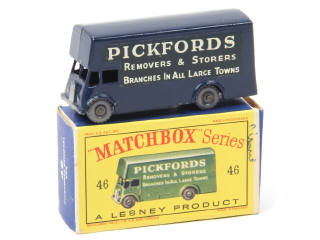 PICKFORDS
REMOVERS & STORERS
BRANCHES IN ALL LARGE TOWNS
"MATCHBOX" Series
46 46
PICKFORDS
REMOVERS & STORERS
BRANCHES IN ALL LARGE TOWNS
A LESNEY PRODUCT